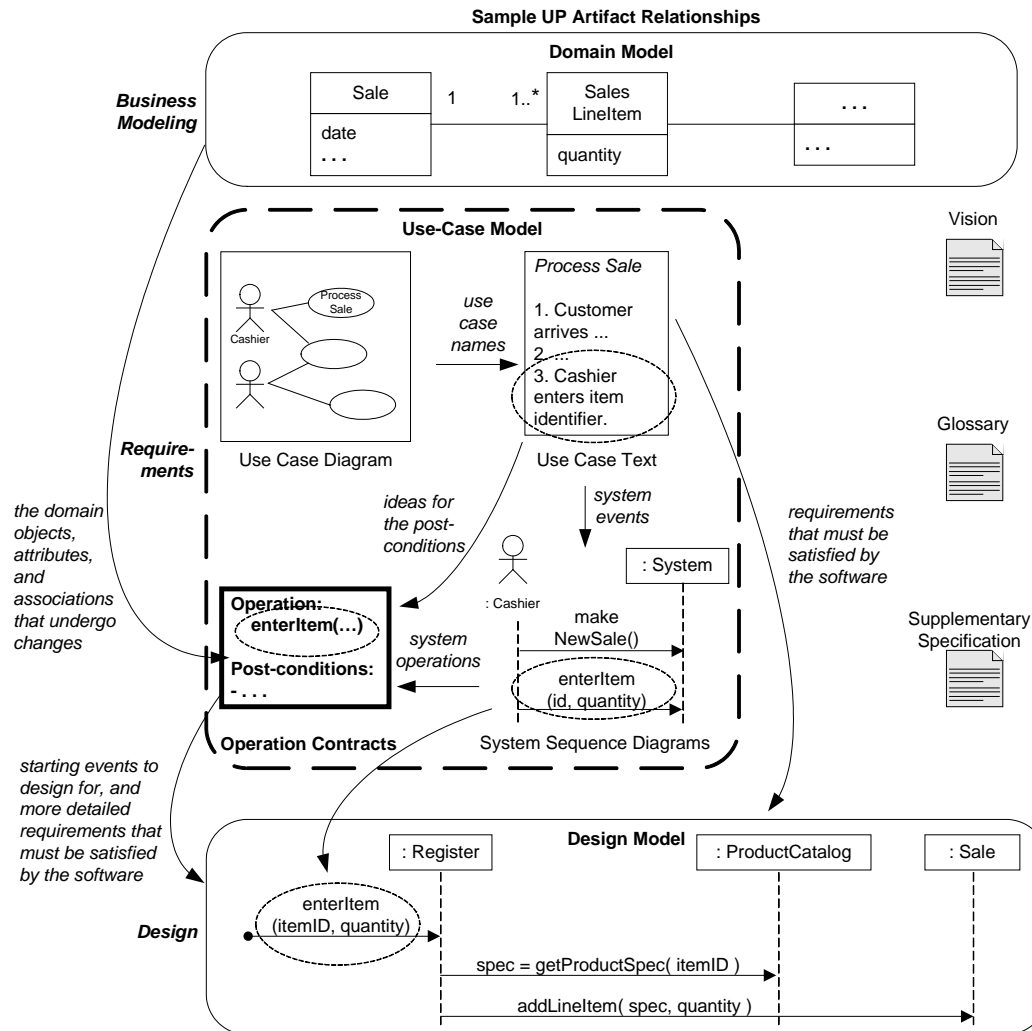 Sample UP Artifact Relationships
Domain Model
Business
Modeling
Sale
date
. . .
1
1..*
Sales
LineItem
quantity
. . .
. . .
Use-Case Model
Process
Sale
Cashier
Use Case Diagram
use
case
names
Process Sale
1. Customer
arrives ...
2. ...
3. Cashier
enters item
identifier.
Use Case Text
Vision
Glossary
Supplementary
Specification
Require-
ments
the domain
objects,
attributes,
and
associations
that undergo
changes
ideas for
the post-
conditions
system
events
requirements
that must be
satisfied by
the software
Operation:
enterItem(…)
Post-conditions:
- . . .
Operation Contracts
system
operations
: Cashier
: System
make
NewSale()
enterItem
(id, quantity)
System Sequence Diagrams
starting events to
design for, and
more detailed
requirements that
must be satisfied
by the software
Design Model
Design
: Register
: ProductCatalog
: Sale
enterItem
(itemID, quantity)
spec = getProductSpec( itemID )
addLineItem( spec, quantity )